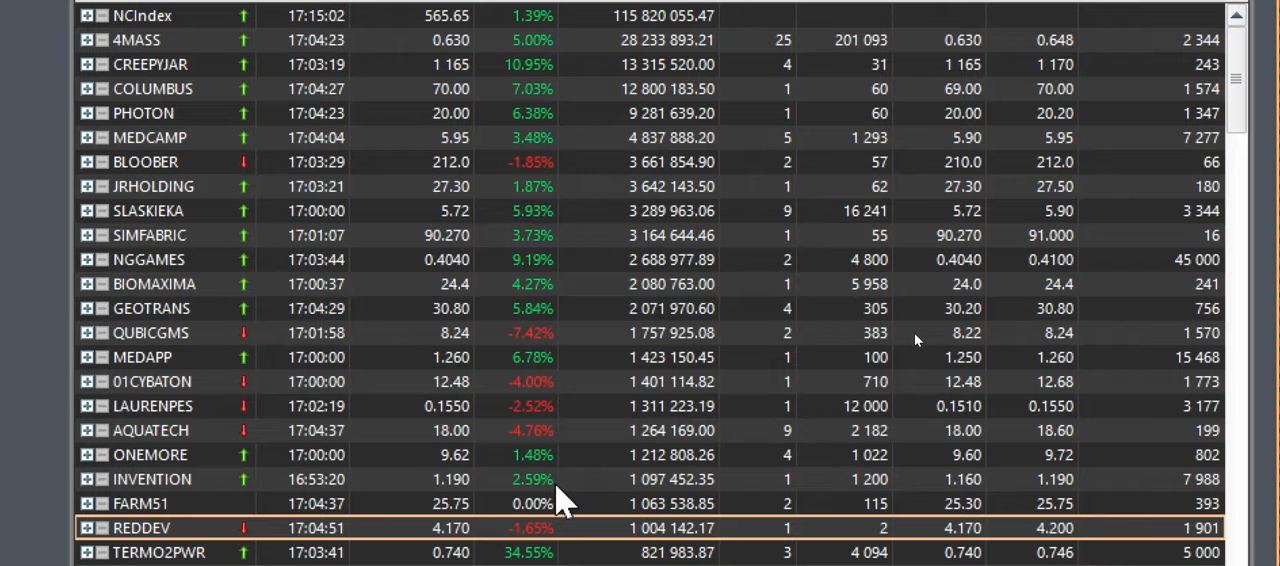 NCIndex 17:15:02 565.65 1.39% 115 820 055.47
4MASS 17:04:23 0.630 5.00% 28 233 893.21 25 201 093 0.630 0.648 2 344
CREEPYJAR 17:03:19 1 165 10.95% 13 315 520.00 4 31 1 165 1 170 243
COLUMBUS 17:04:27 70.00 7.03% 12 800 183.50 1 60 69.00 70.00 1 574
PHOTON 17:04:23 20.00 6.38% 9 281 639.20 1 60 20.00 20.20 1 347
MEDCAMP 17:04:04 5.95 3.48% 4 837 888.20 5 1 293 5.90 5.95 7 277
BLOOBER 17:03:29 212.0 -1.85% 3 661 854.90 2 57 210.0 212.0 66
JRHOLDING 17:03:21 27.30 1.87% 3 642 143.50 1 62 27.30 27.50 180
SLASKIEKA 17:00:00 5.72 5.93% 3 289 963.06 9 16 241 5.72 5.90 3 344
SIMFABRIC 17:01:07 90.270 3.73% 3 164 644.46 1 55 90.270 91.000 16
NGGAMES 17:03:44 0.4040 9.19% 2 688 977.89 2 4 800 0.4040 0.4100 45 000
BIOMAXIMA 17:00:37 24.4 4.27% 2 080 763.00 1 5 958 24.0 24.4 241
GEOTRANS 17:04:29 30.80 5.84% 2 071 970.60 4 305 30.20 30.80 756
QUBICGMS 17:01:58 8.24 -7.42% 1 757 925.08 2 383 8.22 8.24 1 570
MEDAPP 17:00:00 1.260 6.78% 1 423 150.45 1 100 1.250 1.260 15 468
01CYBATON 17:00:00 12.48 -4.00% 1 401 114.82 1 710 12.48 12.68 1 773
LAURENPES 17:02:19 0.1550 -2.52% 1 311 223.19 1 12 000 0.1510 0.1550 3 177
AQUATECH 17:04:37 18.00 -4.76% 1 264 169.00 9 2 182 18.00 18.60 199
ONEMORE 17:00:00 9.62 1.48% 1 212 808.26 4 1 022 9.60 9.72 802
INVENTION 16:53:20 1.190 2.59% 1 097 452.35 1 1 200 1.160 1.190 7 988
FARM51 17:04:37 25.75 0.00% 1 063 538.85 2 115 25.30 25.75 393
REDDEV 17:04:51 4.170 -1.65% 1 004 142.17 1 2 4.170 4.200 1 901
TERMO2PWR 17:03:41 0.740 34.55% 821 983.87 3 4 094 0.740 0.746 5 000